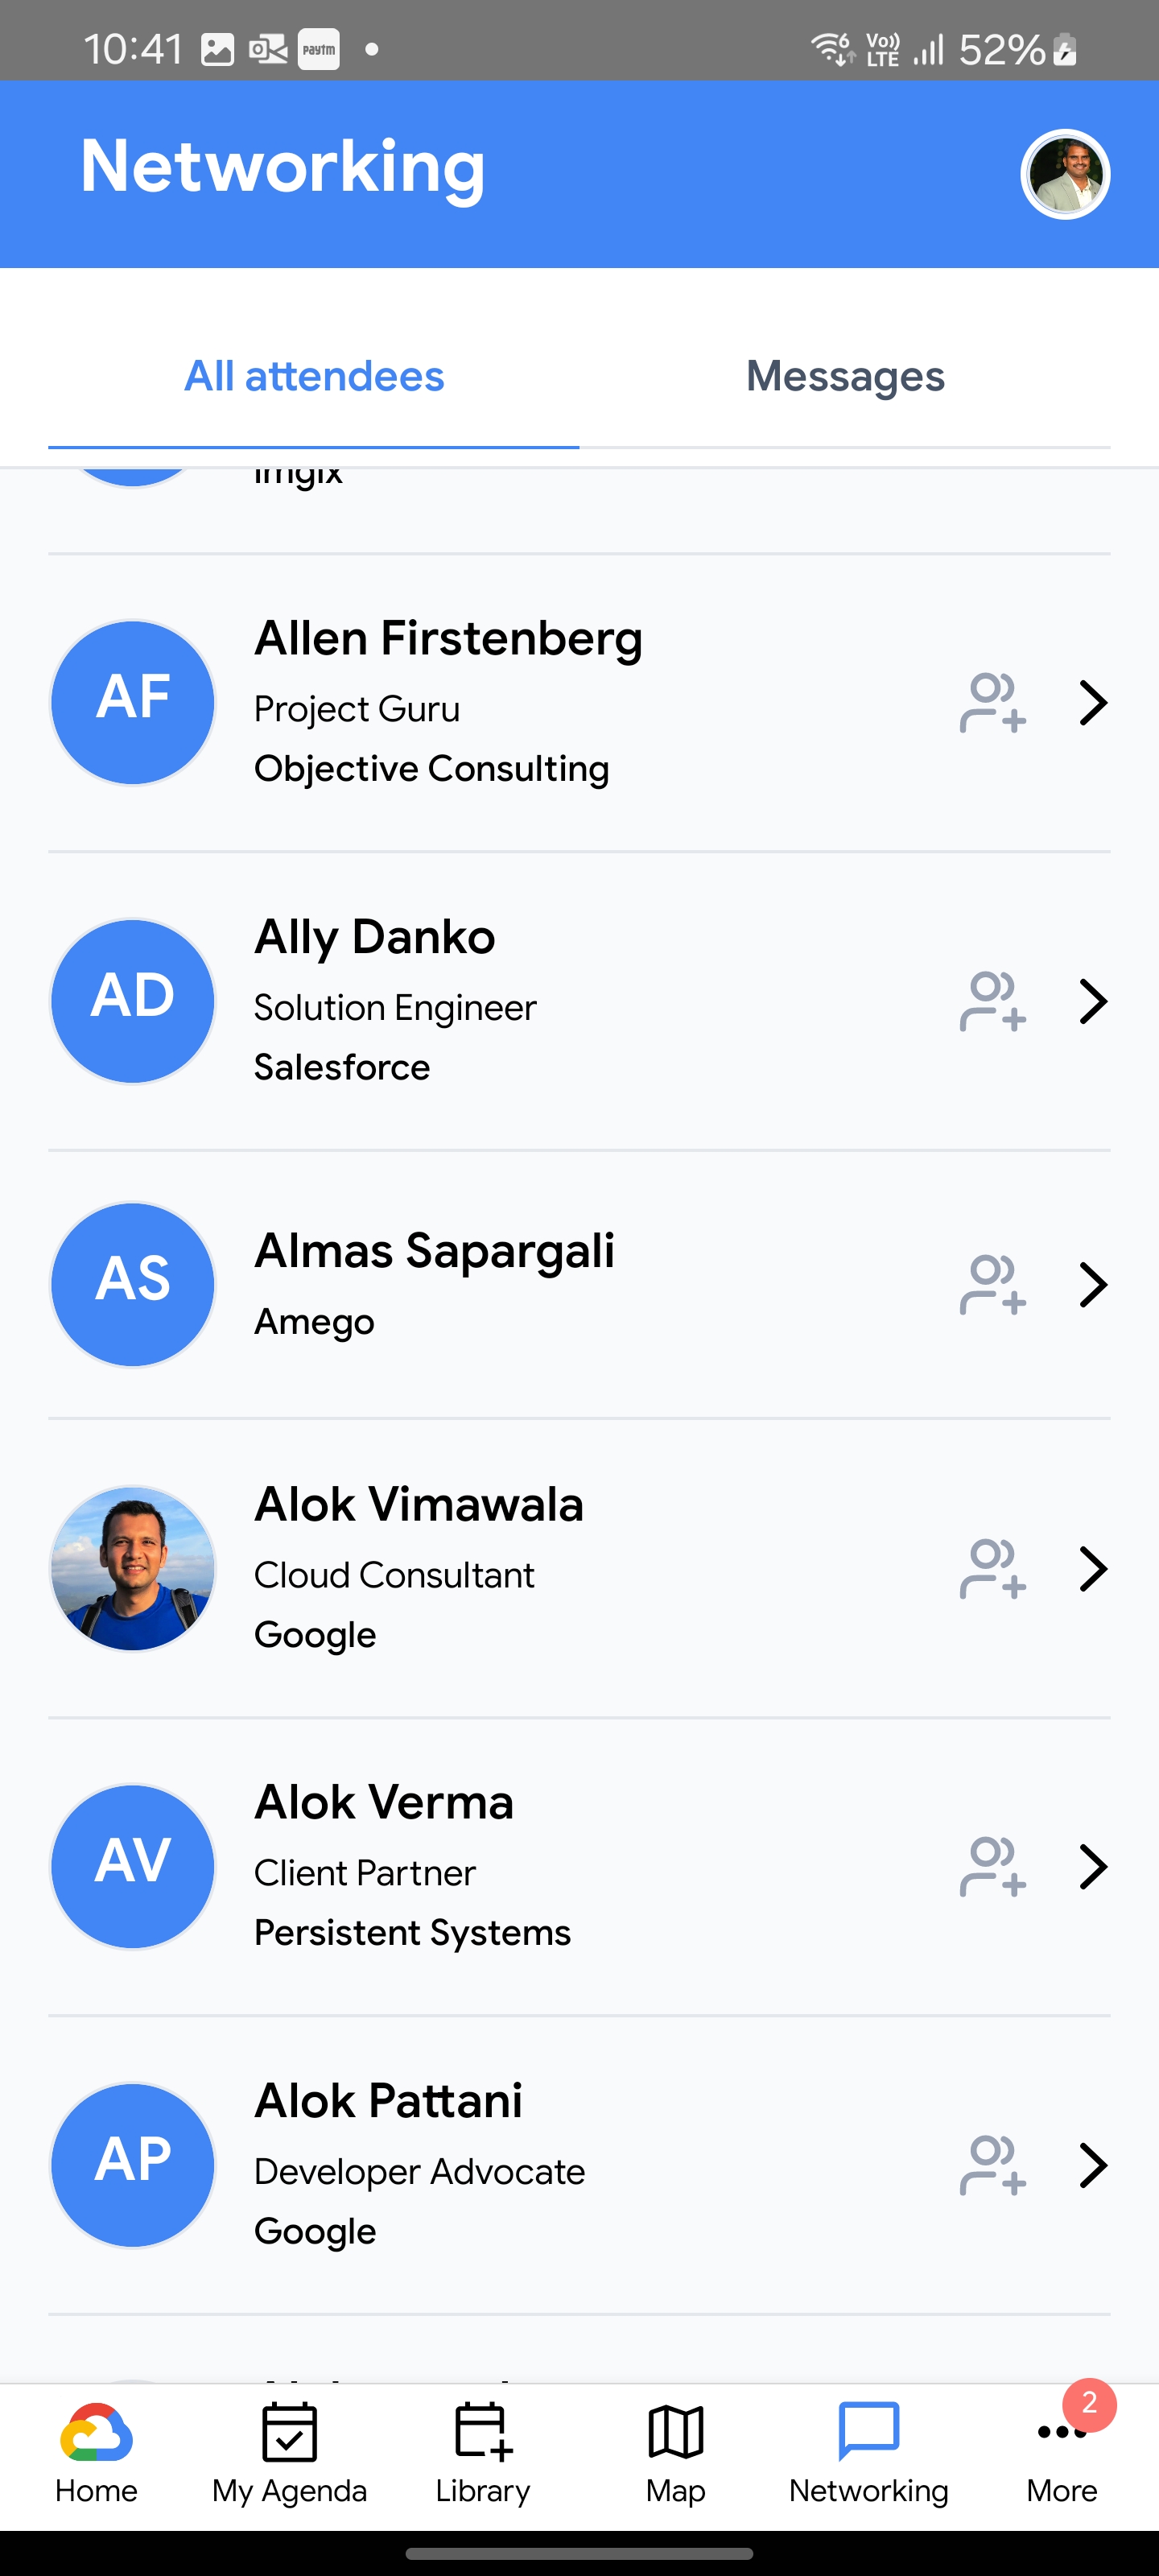 10:41 paytm Vo)) LTE 52%
Networking
All attendees Messages
imgix
AF
Allen Firstenberg
Project Guru
Objective Consulting
AD
Ally Danko
Solution Engineer
Salesforce
AS
Almas Sapargali
Amego
Alok Vimawala
Cloud Consultant
Google
AV
Alok Verma
Client Partner
Persistent Systems
AP
Alok Pattani
Developer Advocate
Google
2
Home My Agenda Library Map Networking More